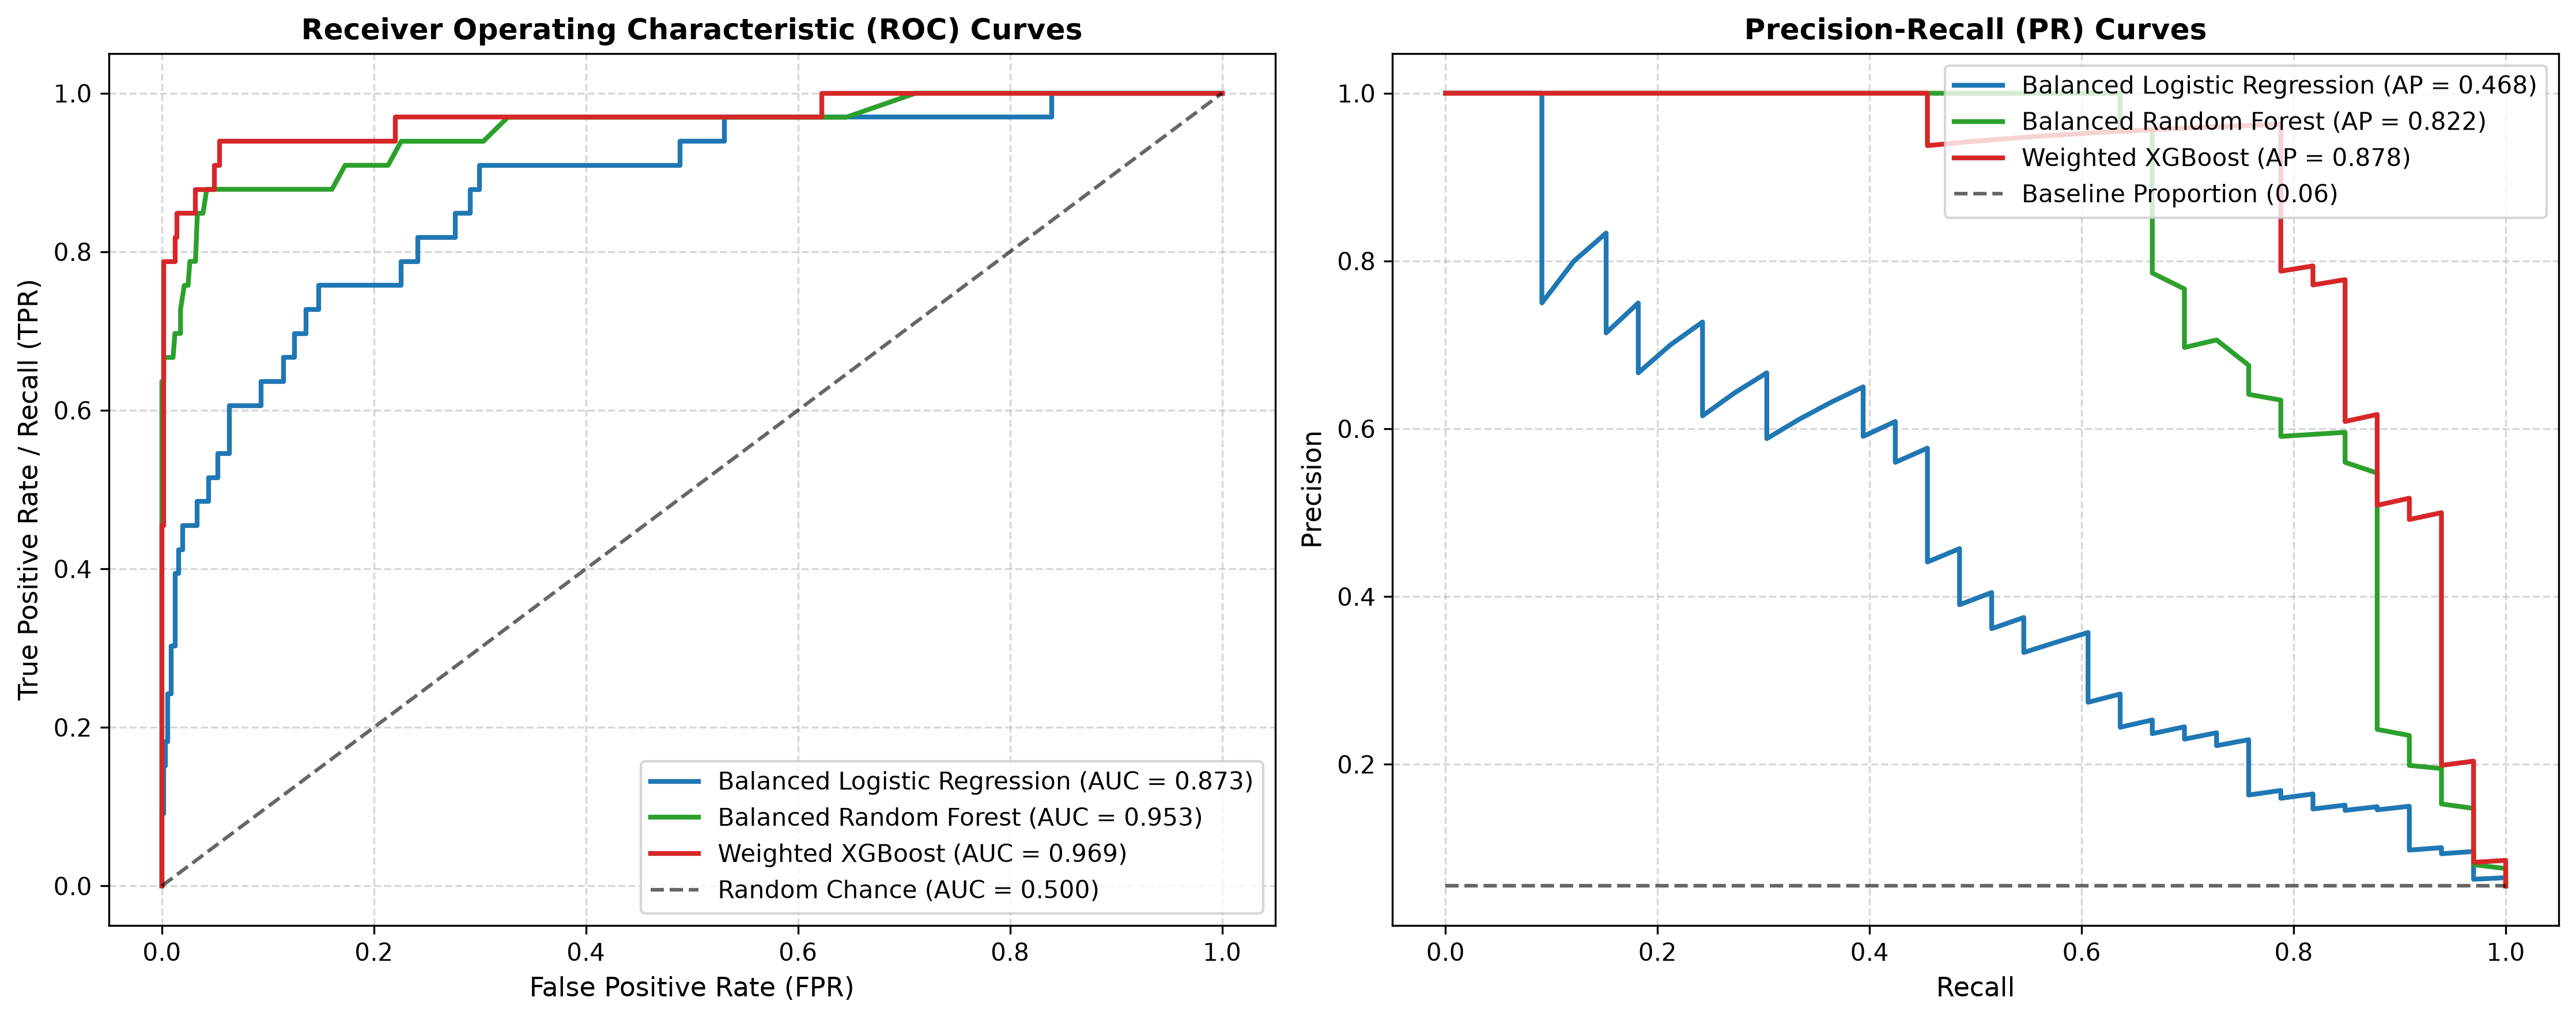 Receiver Operating Characteristic (ROC) Curves
True Positive Rate / Recall (TPR)
1.0
0.8
0.6
0.4
0.2
0.0
Balanced Logistic Regression (AUC = 0.873)
Balanced Random Forest (AUC = 0.953)
Weighted XGBoost (AUC = 0.969)
Random Chance (AUC = 0.500)
0.0 0.2 0.4 0.6 0.8 1.0
False Positive Rate (FPR)
Precision-Recall (PR) Curves
Precision
1.0
0.8
0.6
0.4
0.2
Balanced Logistic Regression (AP = 0.468)
Balanced Random Forest (AP = 0.822)
Weighted XGBoost (AP = 0.878)
Baseline Proportion (0.06)
0.0 0.2 0.4 0.6 0.8 1.0
Recall